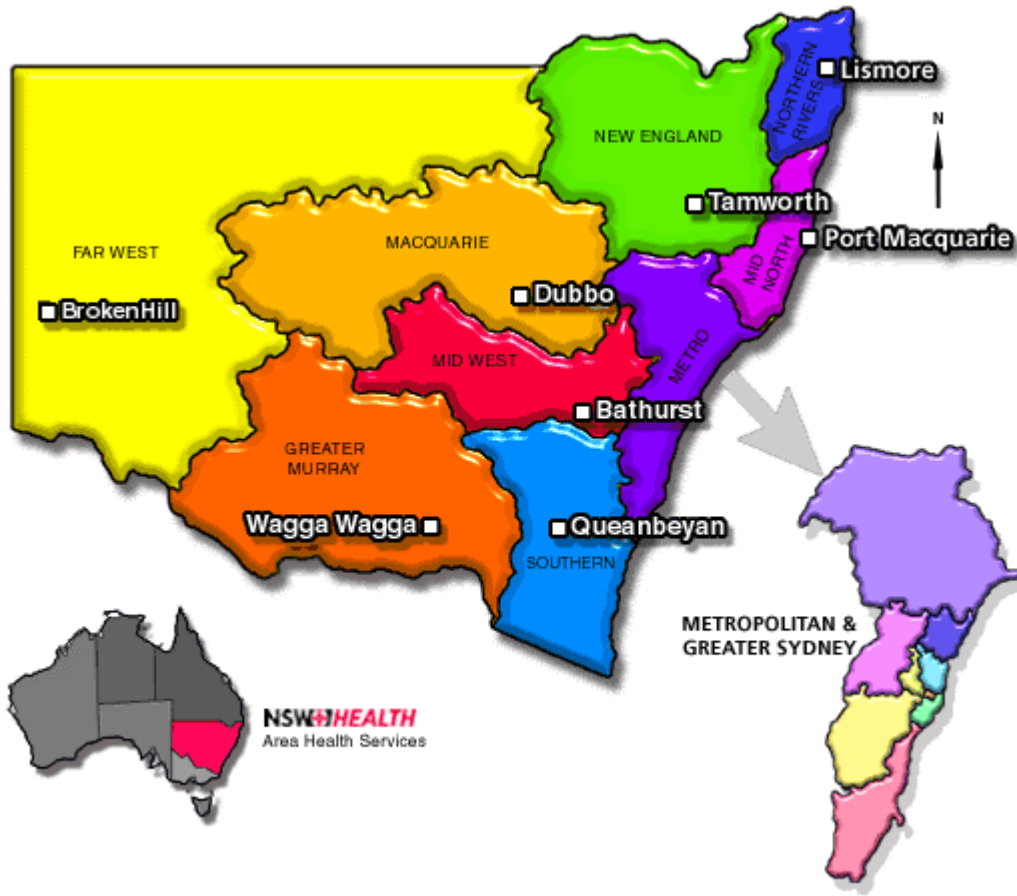 NORTHERN
RIVERS
Lismore
N
NEW ENGLAND
Tamworth
MACQUARIE
Port Macquarie
FAR WEST
MID
NORTH
Dubbo
BrokenHill
METRO
MID WEST
Bathurst
GREATER
MURRAY
Wagga Wagga
Queanbeyan
SOUTHERN
METROPOLITAN &
GREATER SYDNEY
NSW HEALTH
Area Health Services